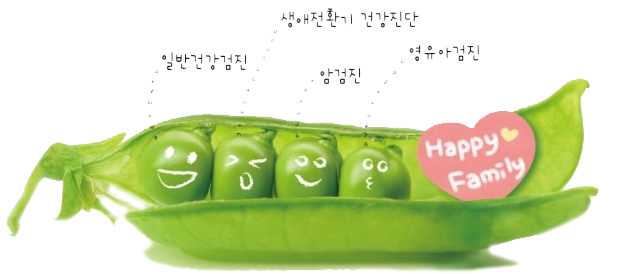 생애전환기 건강진단
일반건강검진
암검진
영유아검진
Happy
Family